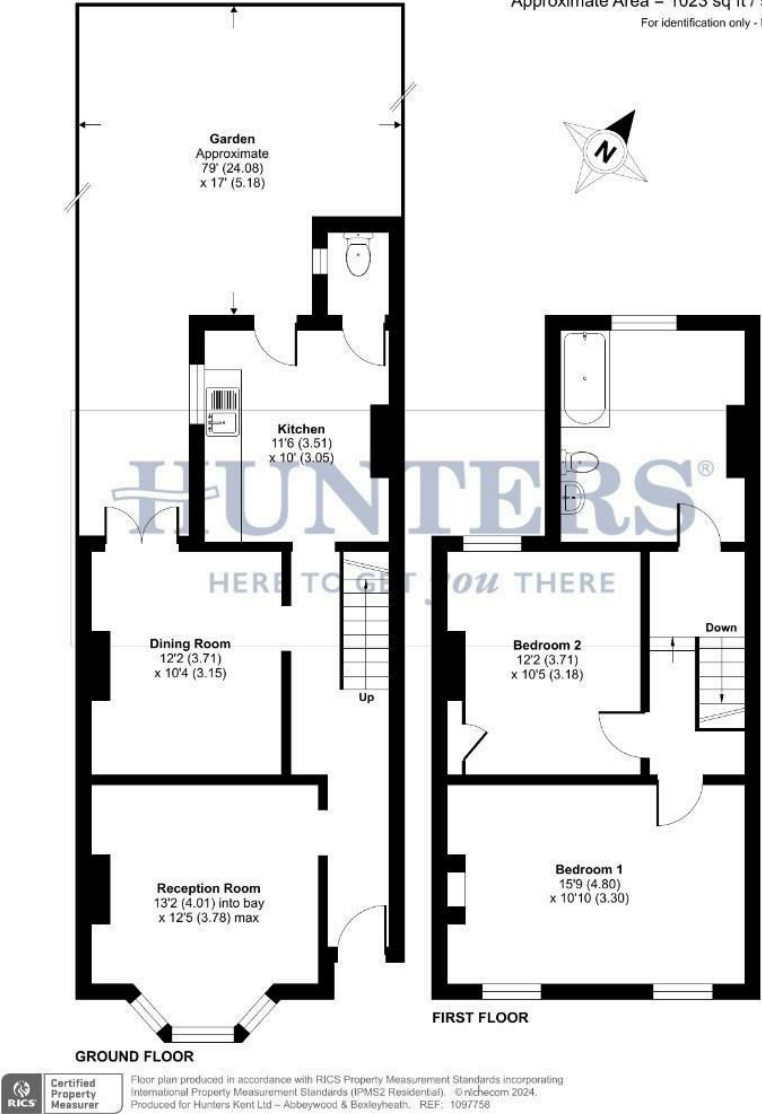 Approximate Area = 1023 sq ft /
For identification only -
Garden
Approximate
79' (24.08)
x 17' (5.18)
N
Kitchen
11'6 (3.51)
x 10' (3.05)
HUNTERS®
HERE TO GET you THERE
Dining Room
12'2 (3.71)
x 10'4 (3.15)
Up
Bedroom 2
12'2 (3.71)
x 10'5 (3.18)
Down
Reception Room
13'2 (4.01) into bay
x 12'5 (3.78) max
Bedroom 1
15'9 (4.80)
x 10'10 (3.30)
FIRST FLOOR
GROUND FLOOR
RICS
Certified
Property
Measurer
Floor plan produced in accordance with RICS Property Measurement Standards incorporating
International Property Measurement Standards (IPMS2 Residential). © 2024.
Produced for Hunters Kent Ltd – Abbeywood & Bexleyheath. REF: 1097758